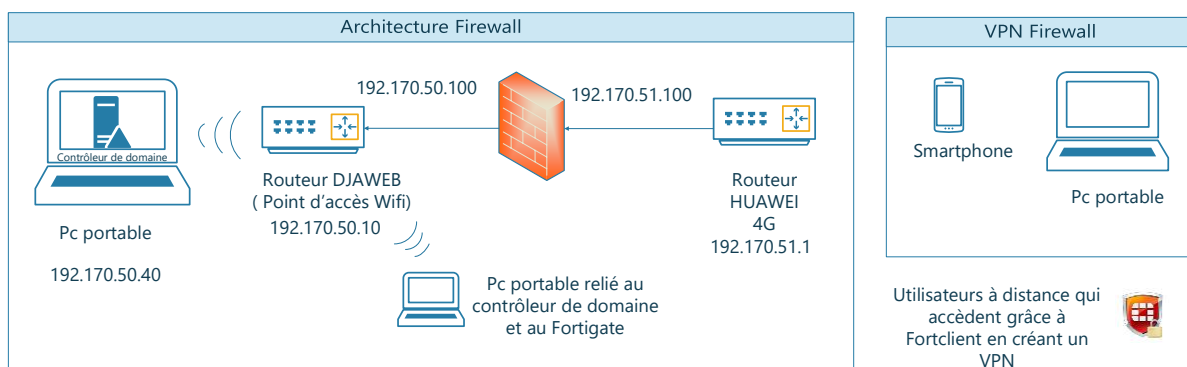 Architecture Firewall
192.170.50.100
192.170.51.100
Contrôleur de domaine
Routeur DJAWEB
( Point d'accès Wifi)
192.170.50.10
Routeur
HUAWEI
4G
192.170.51.1
Pc portable
192.170.50.40
Pc portable relié au
contrôleur de domaine
et au Fortigate
VPN Firewall
Smartphone
Pc portable
Utilisateurs à distance qui
accèdent grâce à
Fortclient en créant un
VPN